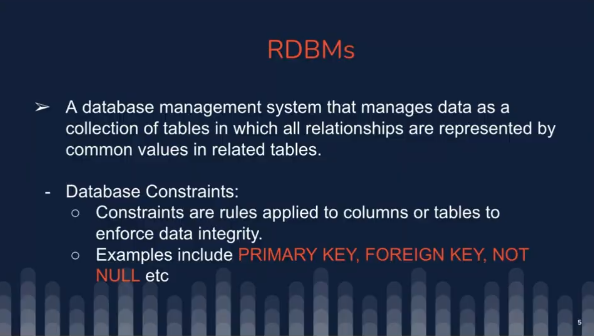 RDBMs
➢ A database management system that manages data as a
collection of tables in which all relationships are represented by
common values in related tables.
- Database Constraints:
○ Constraints are rules applied to columns or tables to
enforce data integrity.
○ Examples include PRIMARY KEY, FOREIGN KEY, NOT
NULL etc
5